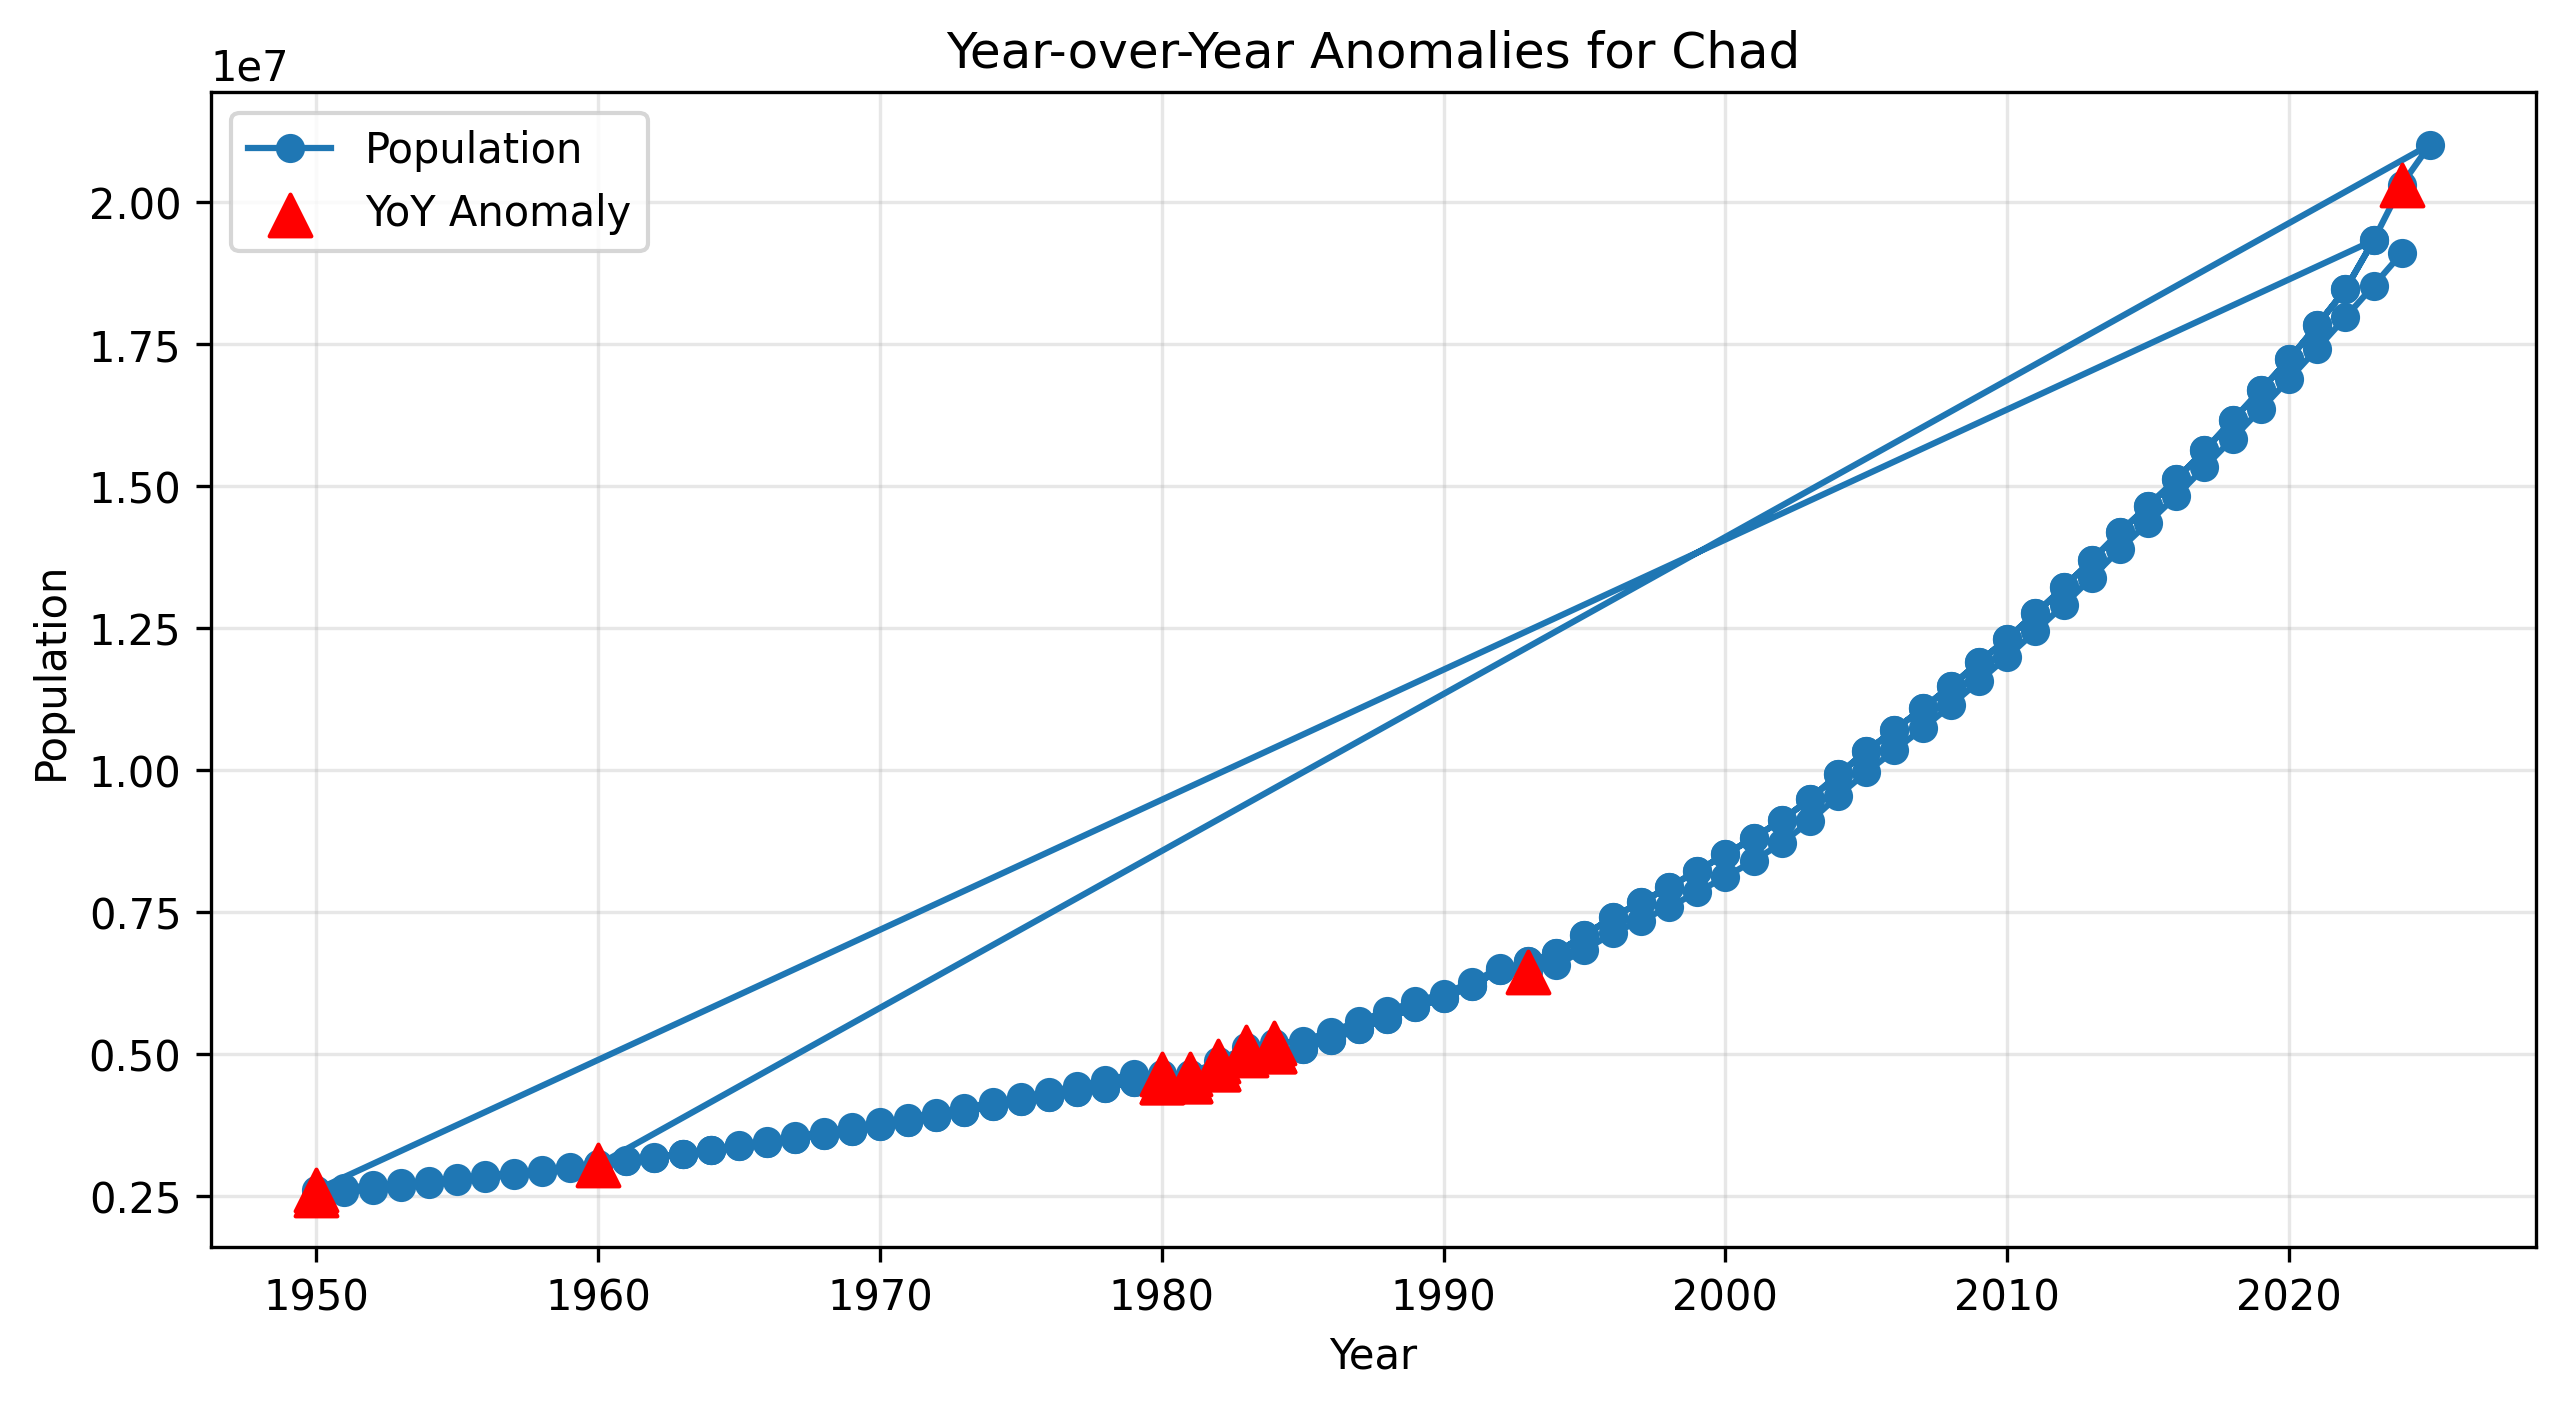 Year-over-Year Anomalies for Chad
1e7
Population
YoY Anomaly
2.00
1.75
1.50
1.25
1.00
0.75
0.50
0.25
Population
1950 1960 1970 1980 1990 2000 2010 2020
Year